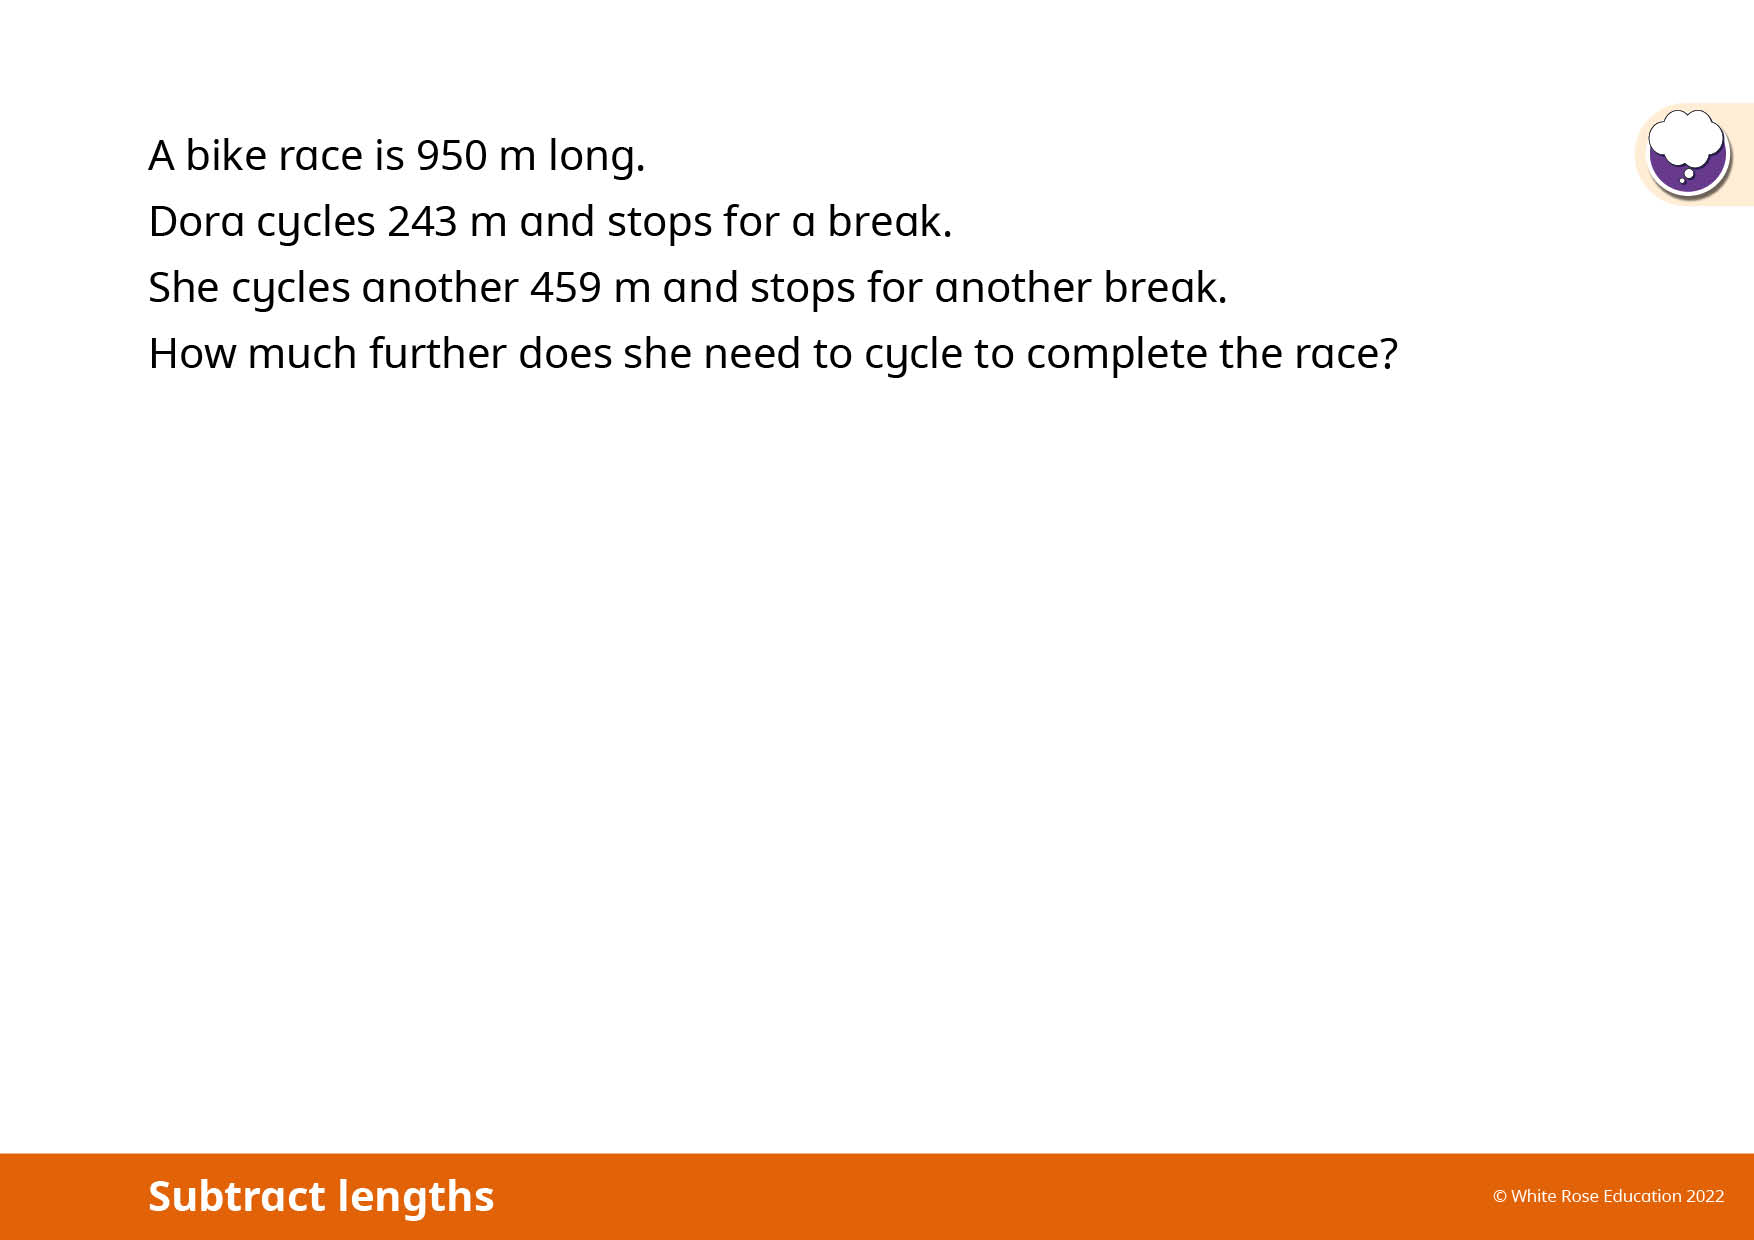 A bike race is 950 m long.
Dora cycles 243 m and stops for a break.
She cycles another 459 m and stops for another break.
How much further does she need to cycle to complete the race?
Subtract lengths
© White Rose Education 2022